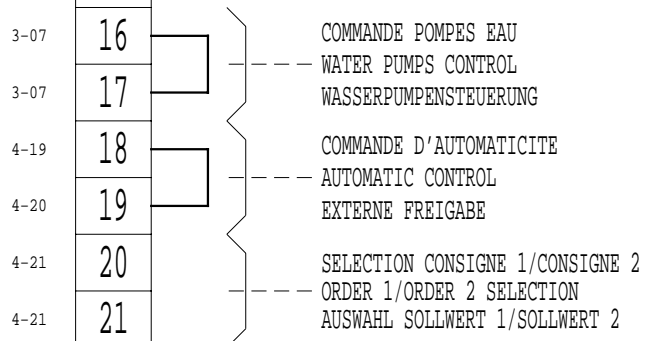 3-07 16 COMMANDE POMPES EAU
WATER PUMPS CONTROL
3-07 17 WASSERPUMPENSTEUERUNG
4-19 18 COMMANDE D'AUTOMATICITE
AUTOMATIC CONTROL
4-20 19 EXTERNE FREIGABE
4-21 20 SELECTION CONSIGNE 1/CONSIGNE 2
ORDER 1/ORDER 2 SELECTION
4-21 21 AUSWAHL SOLLWERT 1/SOLLWERT 2